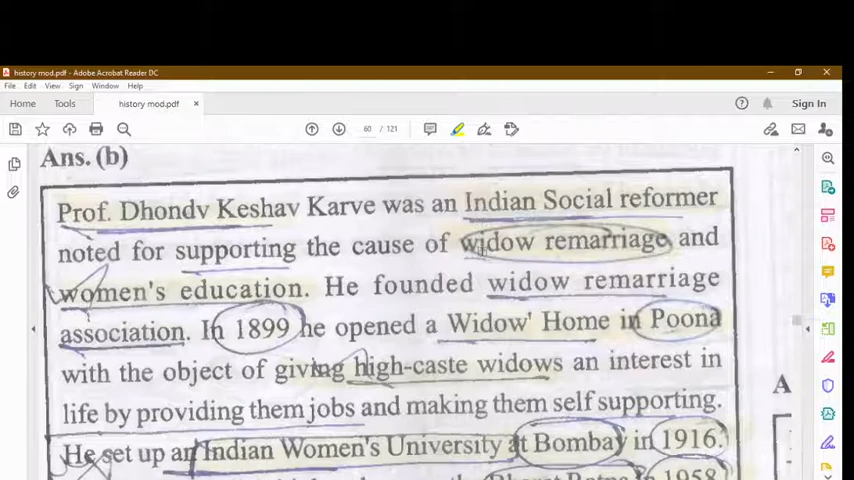 history mod.pdf - Adobe Acrobat Reader DC
File Edit View Sign Window Help
Home Tools history mod.pdf × Sign In
60 / 121
Ans. (b)
Prof. Dhondv Keshav Karve was an Indian Social reformer
noted for supporting the cause of widow remarriage and
women's education. He founded widow remarriage
association. In 1899 he opened a Widow' Home in Poona
with the object of giving high-caste widows an interest in
life by providing them jobs and making them self supporting.
He set up an Indian Women's University at Bombay in 1916.
Bharat Ratna in 1958
A